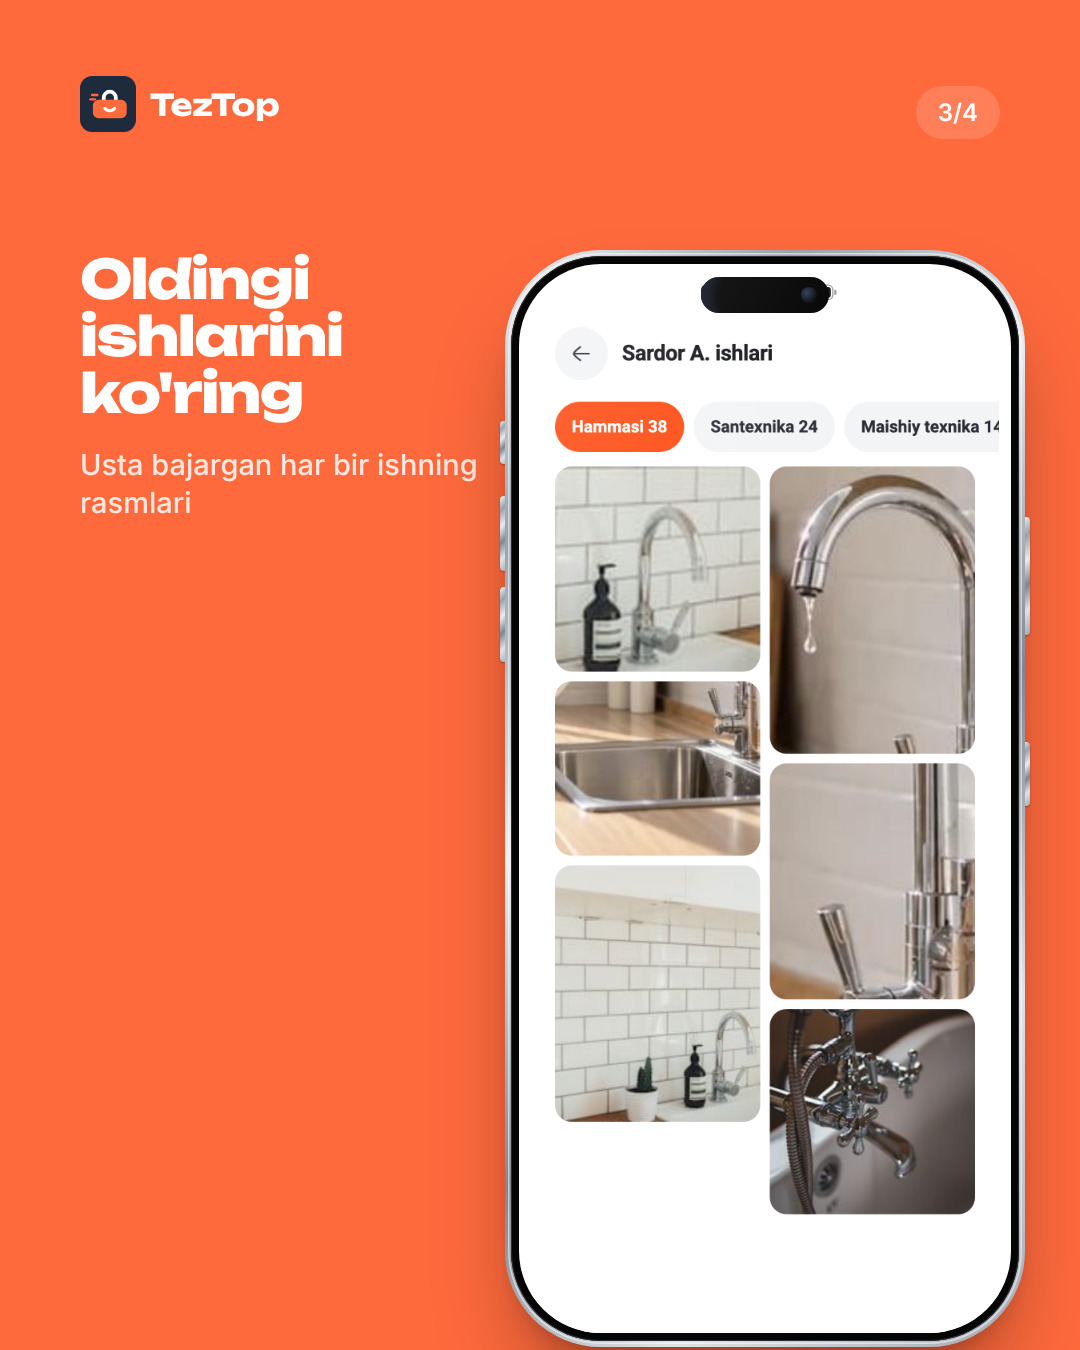 TezTop
3/4
Oldingi
ishlarini
ko'ring
Usta bajargan har bir ishning
rasmlari
Sardor A. ishlari
Hammasi 38
Santexnika 24
Maishiy texnika 14